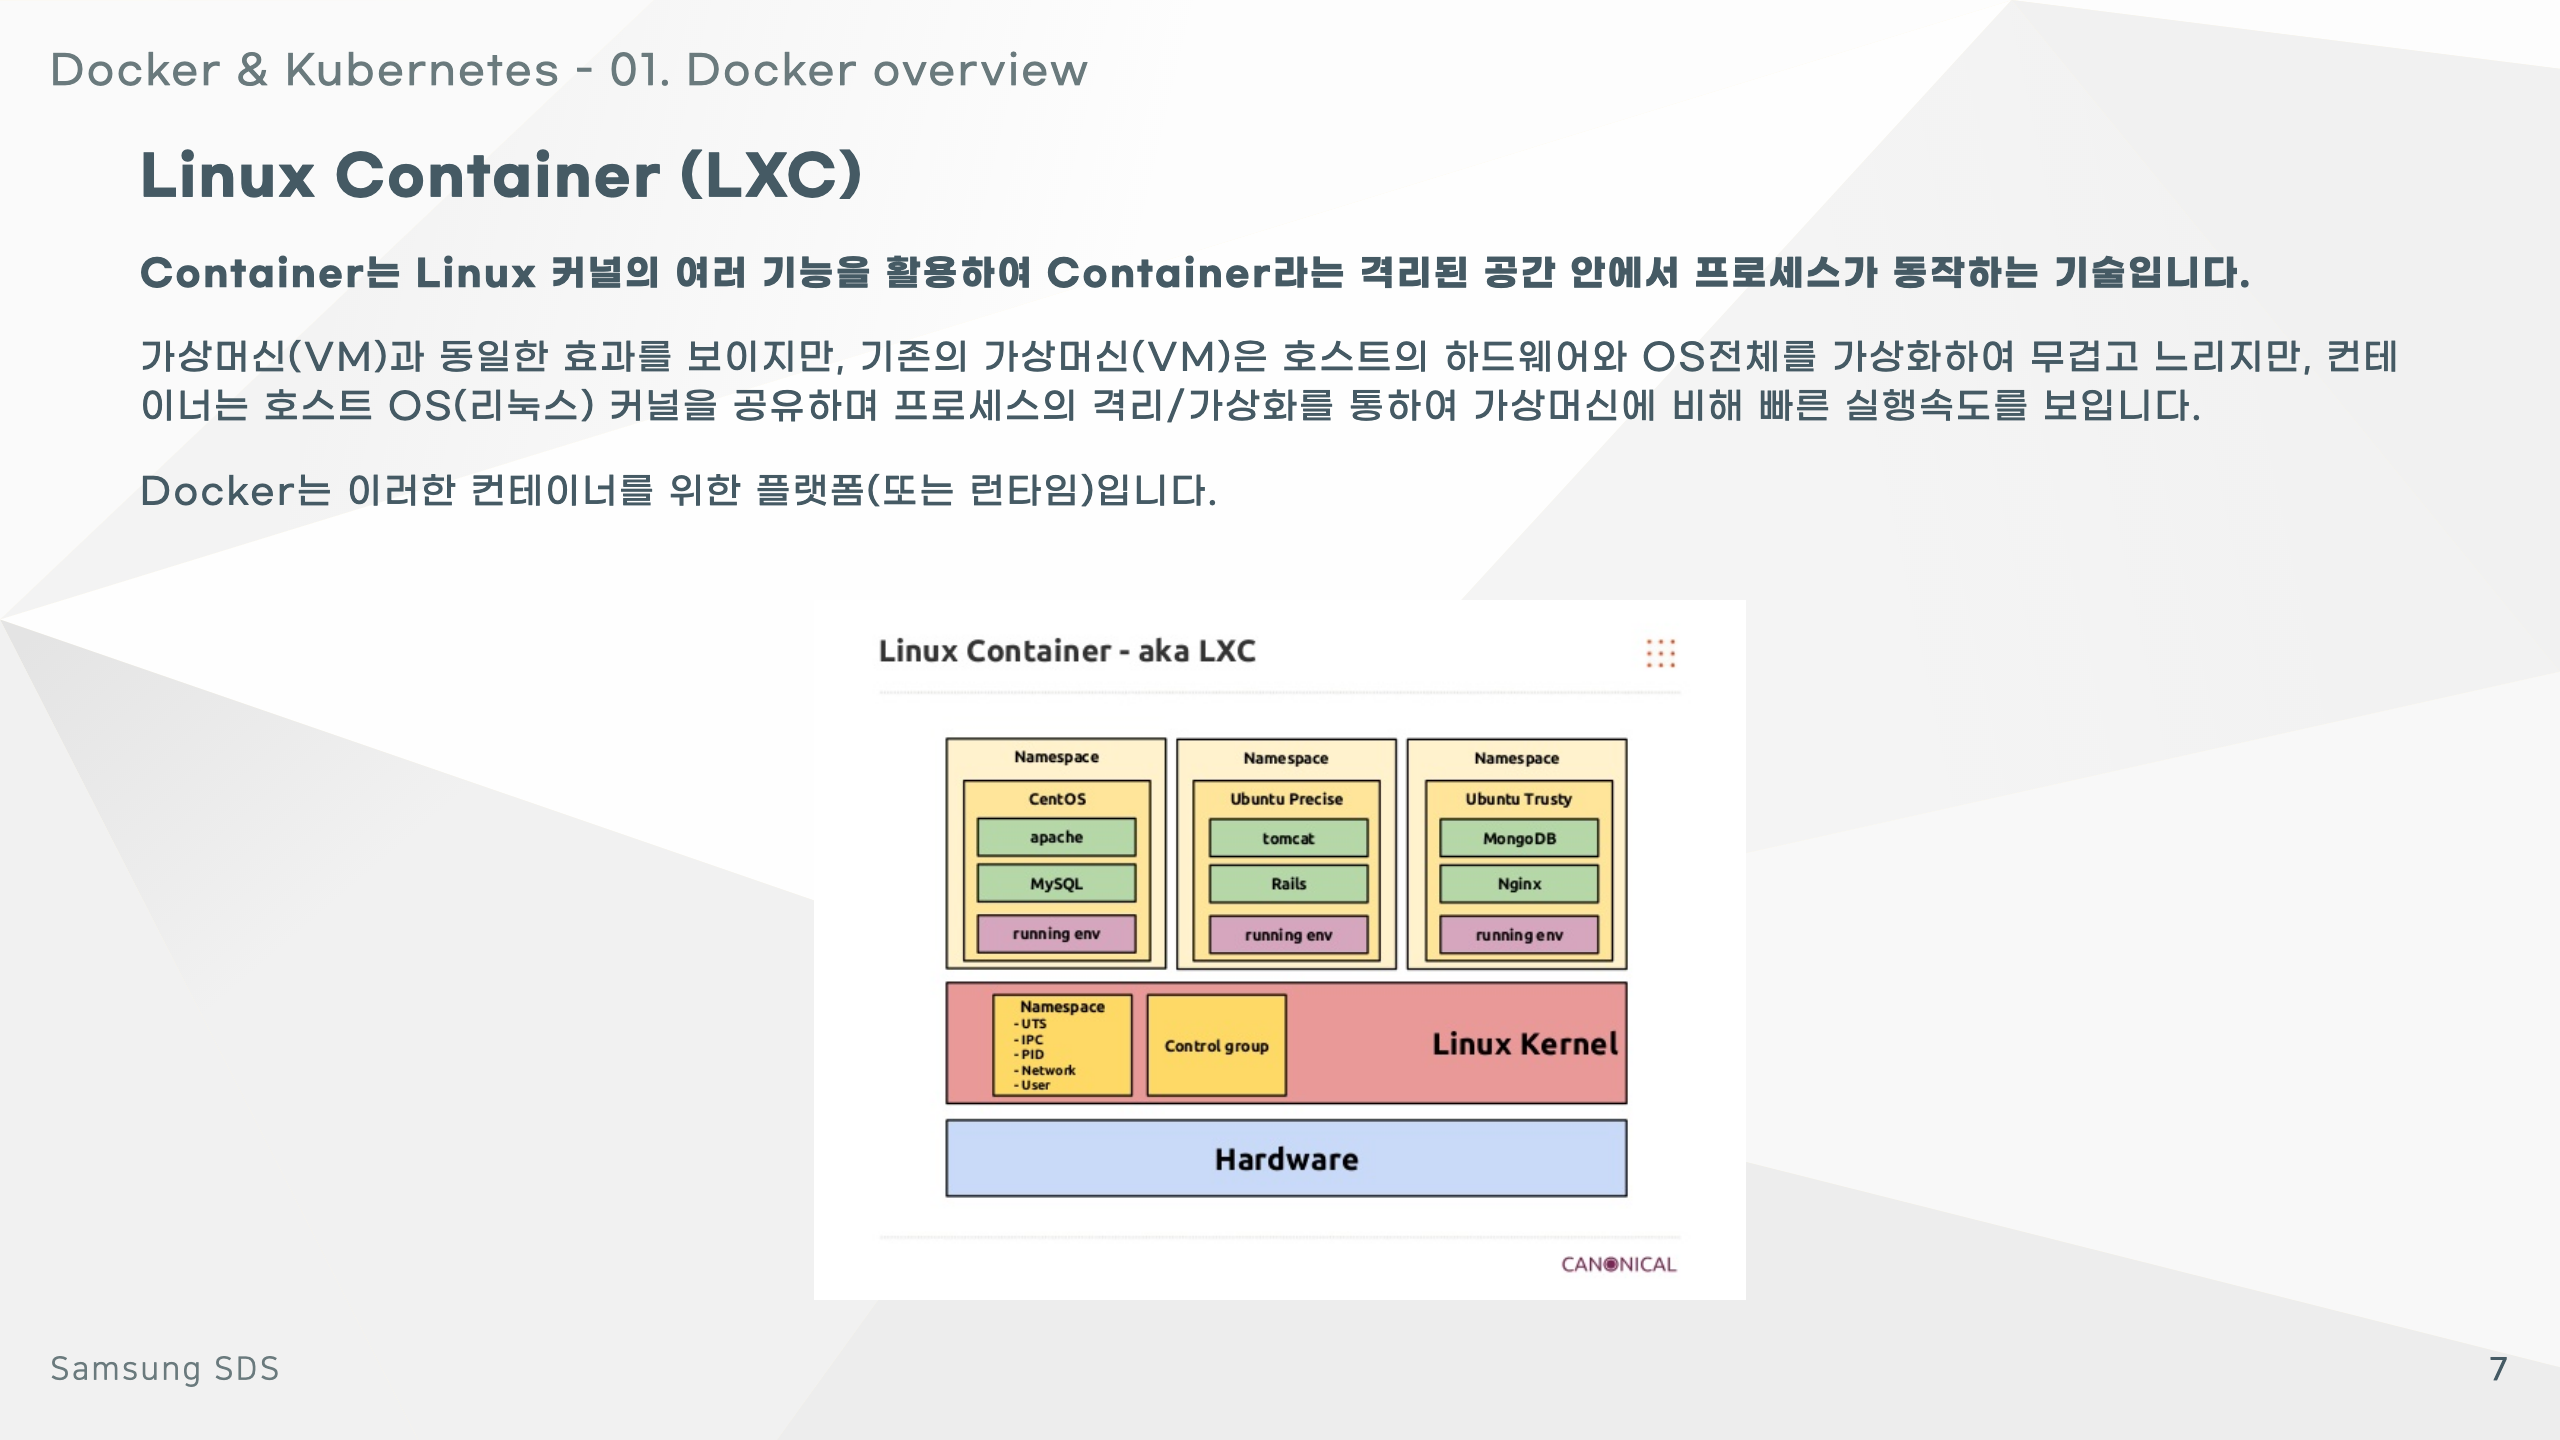 Docker & Kubernetes - 01. Docker overview
Linux Container (LXC)
Container는 Linux 커널의 여러 기능을 활용하여 Container라는 격리된 공간 안에서 프로세스가 동작하는 기술입니다.
가상머신(VM)과 동일한 효과를 보이지만, 기존의 가상머신(VM)은 호스트의 하드웨어와 OS전체를 가상화하여 무겁고 느리지만, 컨테
이너는 호스트 OS(리눅스) 커널을 공유하며 프로세스의 격리/가상화를 통하여 가상머신에 비해 빠른 실행속도를 보입니다.
Docker는 이러한 컨테이너를 위한 플랫폼(또는 런타임)입니다.
Linux Container - aka LXC
Namespace
CentOS
apache
MySQL
running env
Namespace
Ubuntu Precise
tomcat
Rails
running env
Namespace
Ubuntu Trusty
MongoDB
Nginx
running env
Namespace
- UTS
- IPC
- PID
- Network
- User
Control group
Linux Kernel
Hardware
CANONICAL
Samsung SDS
7